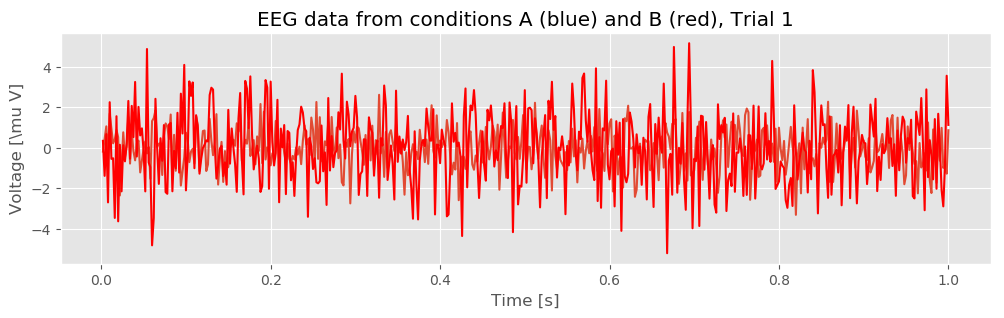 EEG data from conditions A (blue) and B (red), Trial 1
Voltage [\mu V]
4
2
0
−2
−4
0.0 0.2 0.4 0.6 0.8 1.0
Time [s]